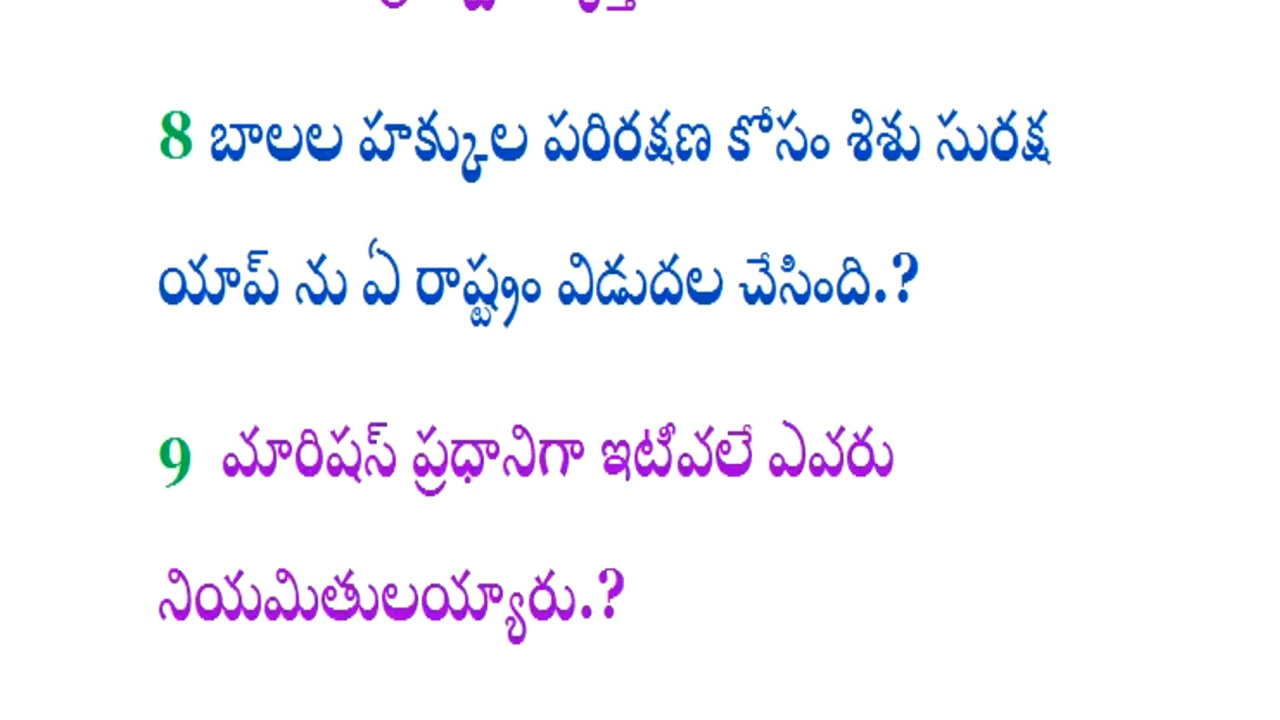 8 బాలల హక్కుల పరిరక్షణ కోసం శిశు సురక్ష
యాప్ ను ఏ రాష్ట్రం విడుదల చేసింది.?
9 మారిషస్ ప్రధానిగా ఇటీవలే ఎవరు
నియమితులయ్యారు.?